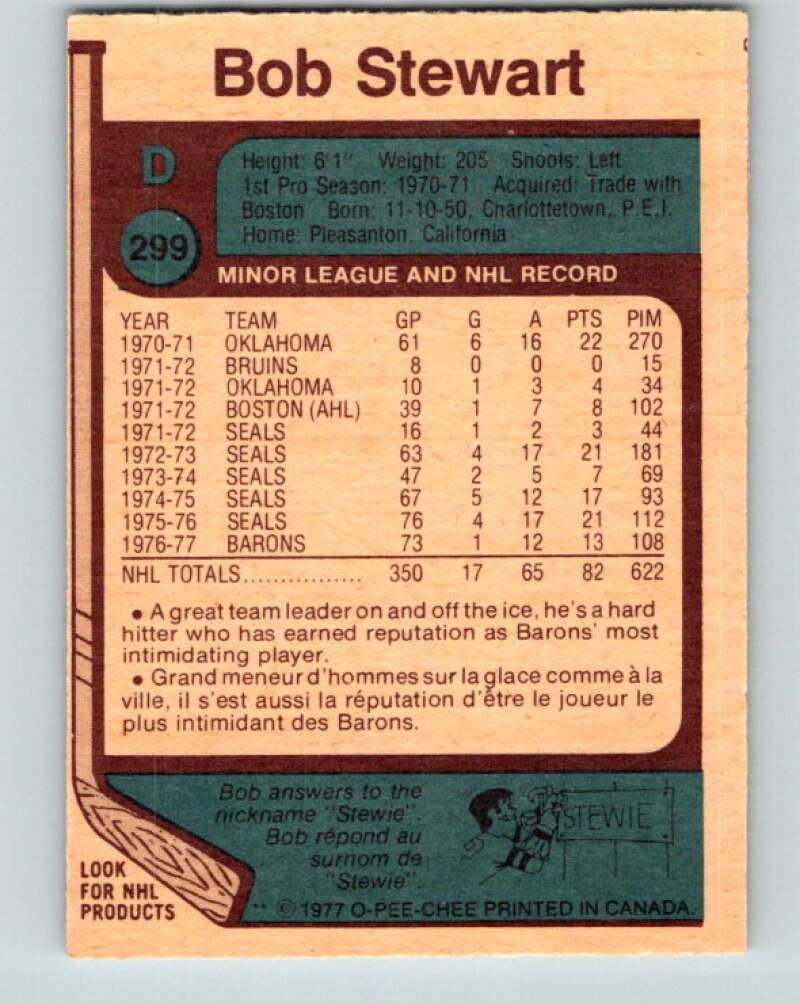 Bob Stewart
D
299
Height: 6'1" Weight: 205 Shoots: Left
1st Pro Season: 1970-71 Acquired: Trade with
Boston Born: 11-10-50, Charlottetown, P.E.I.
Home: Pleasanton, California
MINOR LEAGUE AND NHL RECORD
YEAR TEAM GP G A PTS PIM
1970-71 OKLAHOMA 61 6 16 22 270
1971-72 BRUINS 8 0 0 0 15
1971-72 OKLAHOMA 10 1 3 4 34
1971-72 BOSTON (AHL) 39 1 7 8 102
1971-72 SEALS 16 1 2 3 44
1972-73 SEALS 63 4 17 21 181
1973-74 SEALS 47 2 5 7 69
1974-75 SEALS 67 5 12 17 93
1975-76 SEALS 76 4 17 21 112
1976-77 BARONS 73 1 12 13 108
NHL TOTALS................ 350 17 65 82 622
• A great team leader on and off the ice, he's a hard
hitter who has earned reputation as Barons' most
intimidating player.
• Grand meneur d'hommes sur la glace comme à la
ville, il s'est aussi la réputation d'être le joueur le
plus intimidant des Barons.
Bob answers to the
nickname "Stewie".
Bob répond au
surnom de
"Stewie".
STEWIE
LOOK
FOR NHL
PRODUCTS
** © 1977 O-PEE-CHEE PRINTED IN CANADA